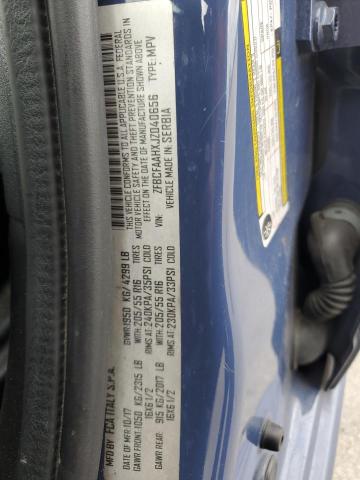 MFD BY: FCA ITALY S.P.A.
DATE OF MFR 10/17 GVWR 1950 KG/4299 LB
GAWR FRONT: 1050 KG/2315 LB WITH 205/55 R16 TIRES
16X6 1/2 RIMS AT: 240KPA/35PSI COLD
GAWR REAR: 915 KG/2017 LB WITH 205/55 R16 TIRES
16X6 1/2 RIMS AT: 230KPA/33PSI COLD
THIS VEHICLE CONFORMS TO ALL APPLICABLE U.S.A. FEDERAL
MOTOR VEHICLE SAFETY AND THEFT PREVENTION STANDARDS IN
EFFECT ON THE DATE OF MANUFACTURE SHOWN ABOVE.
ZFBCFAAHXJZ040656 TYPE: MPV
VEHICLE MADE IN SERBIA